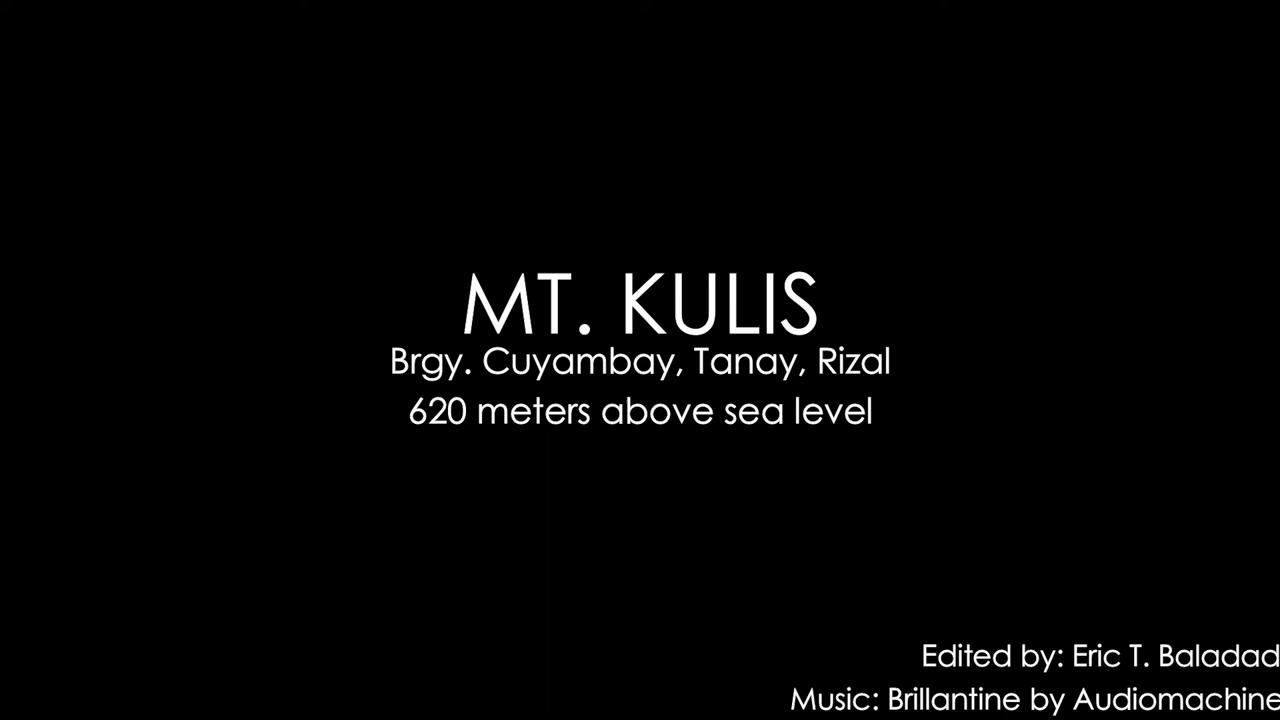 MT. KULIS
Brgy. Cuyambay, Tanay, Rizal
620 meters above sea level
Edited by: Eric T. Baladad
Music: Brillantine by Audiomachine